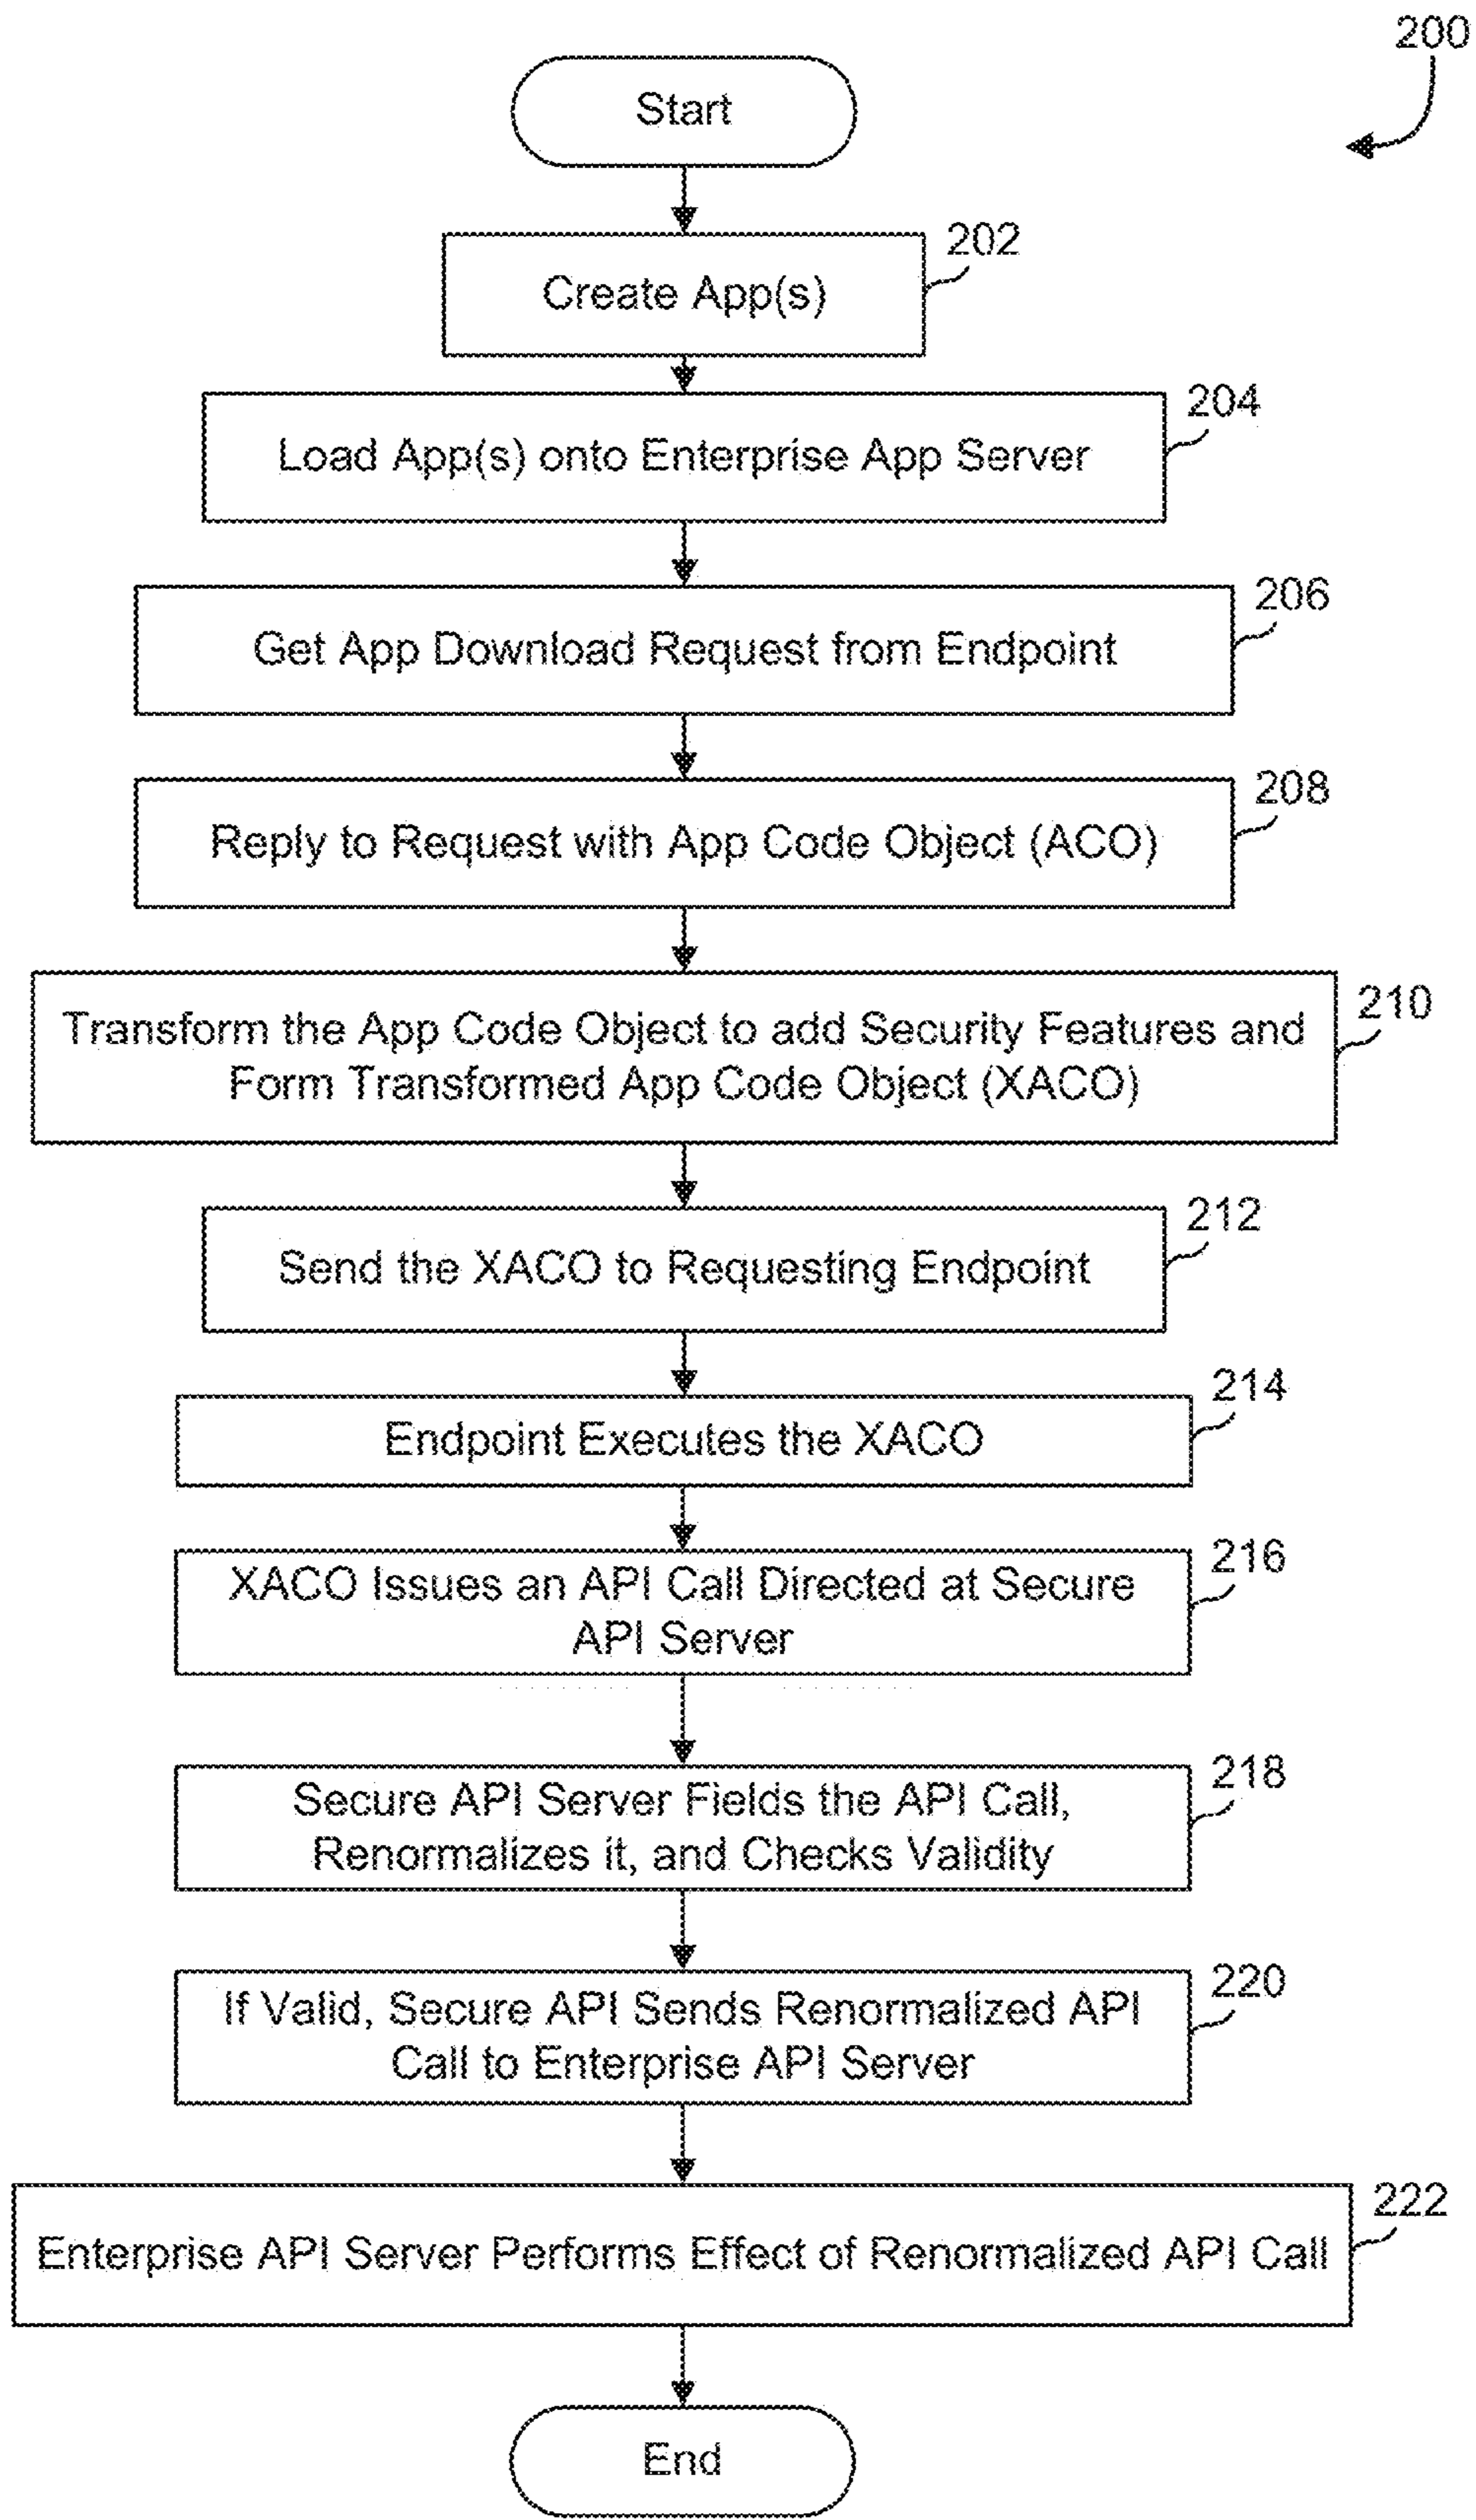 200
Start
202
Create App(s)
204
Load App(s) onto Enterprise App Server
206
Get App Download Request from Endpoint
208
Reply to Request with App Code Object (ACO)
210
Transform the App Code Object to add Security Features and
Form Transformed App Code Object (XACO)
212
Send the XACO to Requesting Endpoint
214
Endpoint Executes the XACO
216
XACO Issues an API Call Directed at Secure
API Server
218
Secure API Server Fields the API Call,
Renormalizes it, and Checks Validity
220
If Valid, Secure API Sends Renormalized API
Call to Enterprise API Server
222
Enterprise API Server Performs Effect of Renormalized API Call
End